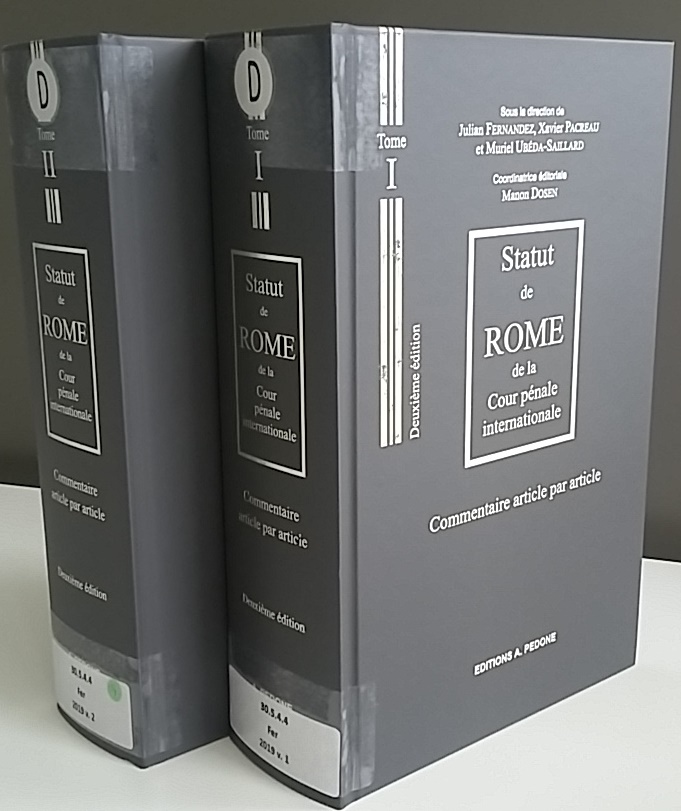 D
Tome
II
Statut
de
ROME
de la
Cour
pénale
internationale
Commentaire
article par article
Deuxième édition
30.5.4.4
Fer
2019 v. 2
D
Tome
I
Statut
de
ROME
de la
Cour
pénale
internationale
Commentaire
article par article
Deuxième édition
30.5.4.4
Fer
2019 v. 1
Tome
I
Deuxième édition
Sous la direction de
Julian FERNANDEZ, Xavier PACREAU
et Muriel UBÉDA-SAILLARD
Coordinatrice éditoriale
Manon DOSEN
Statut
de
ROME
de la
Cour pénale
internationale
Commentaire article par article
EDITIONS A. PEDONE